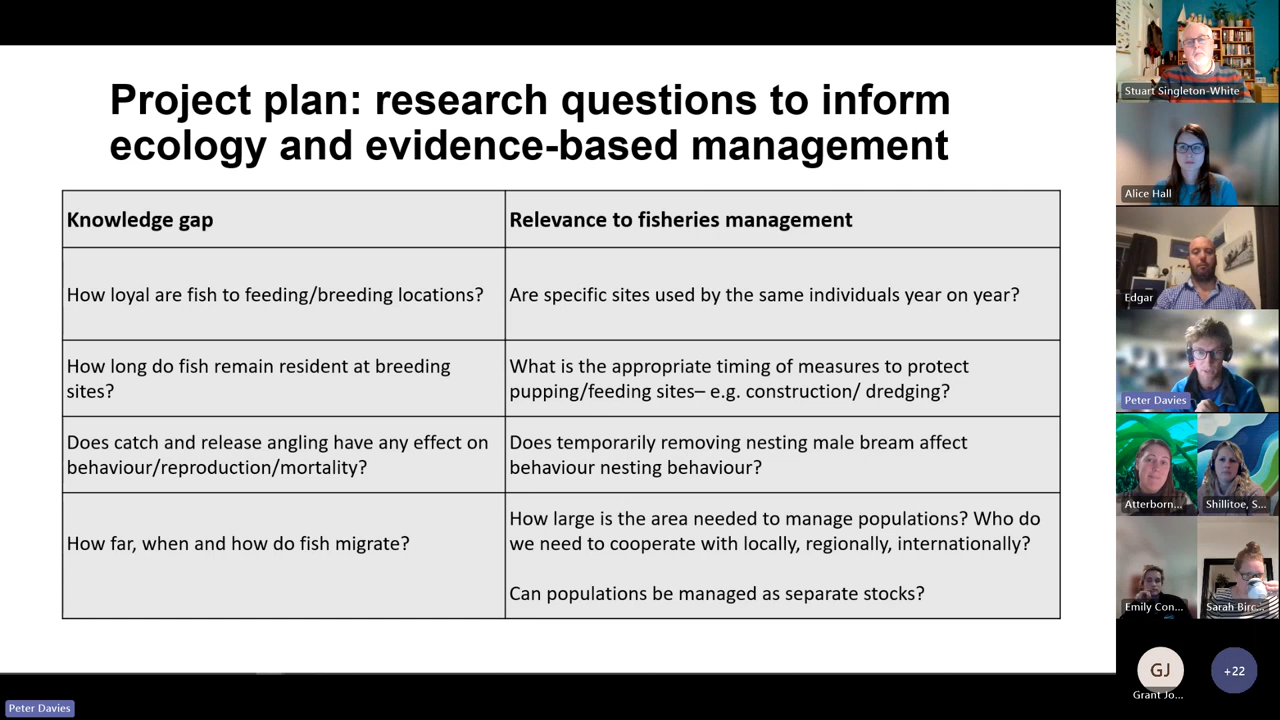 Project plan: research questions to inform
ecology and evidence-based management
Knowledge gap
Relevance to fisheries management
How loyal are fish to feeding/breeding locations?
Are specific sites used by the same individuals year on year?
How long do fish remain resident at breeding
sites?
What is the appropriate timing of measures to protect
pupping/feeding sites– e.g. construction/ dredging?
Does catch and release angling have any effect on
behaviour/reproduction/mortality?
Does temporarily removing nesting male bream affect
behaviour nesting behaviour?
How far, when and how do fish migrate?
How large is the area needed to manage populations? Who do
we need to cooperate with locally, regionally, internationally?
Can populations be managed as separate stocks?
Peter Davies
Stuart Singleton-White
Alice Hall
Edgar
Peter Davies
Atterborn...
Shillitoe, S...
Emily Con...
Sarah Birc...
GJ
Grant Jo...
+22